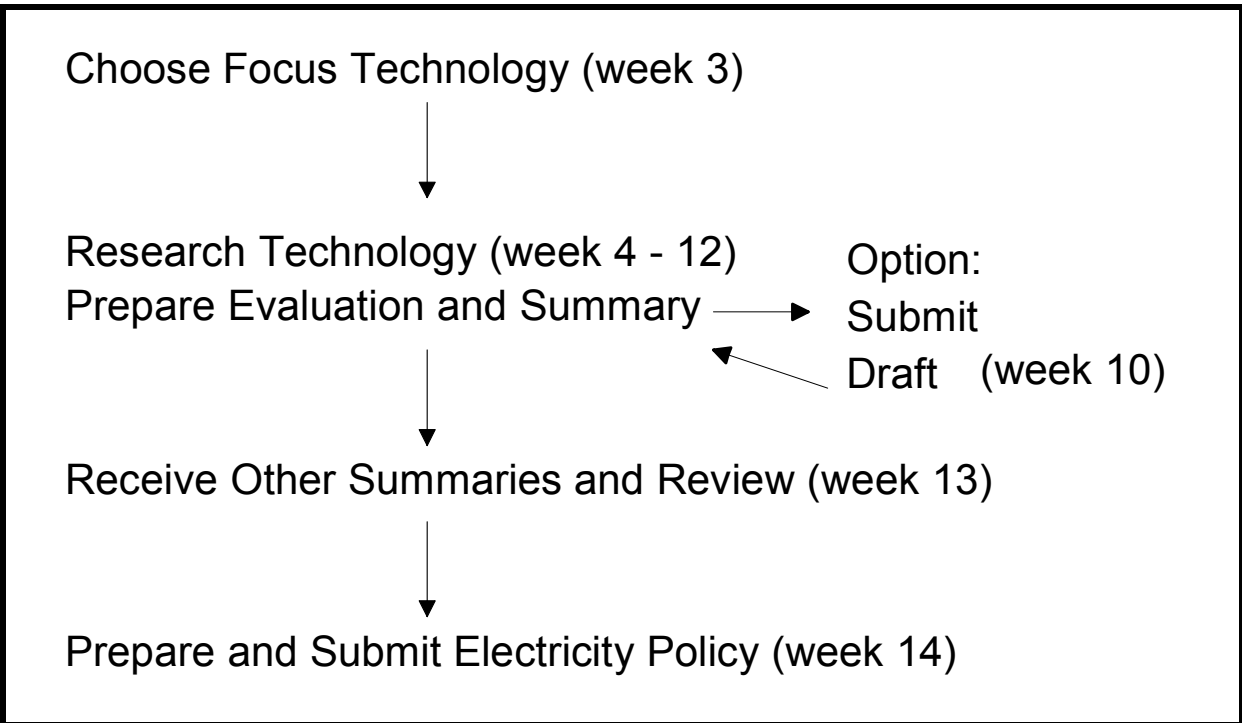 Choose Focus Technology (week 3)
Research Technology (week 4 - 12)
Prepare Evaluation and Summary
Option:
Submit
Draft (week 10)
Receive Other Summaries and Review (week 13)
Prepare and Submit Electricity Policy (week 14)